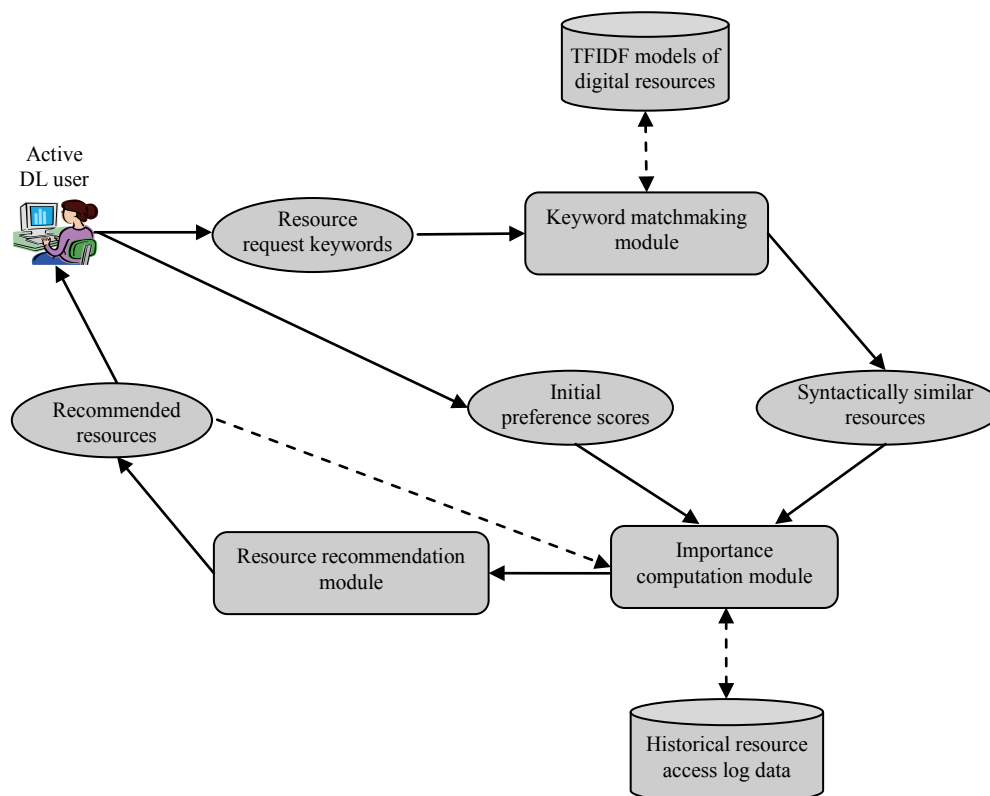 TFIDF models of
digital resources
Active
DL user
Resource
request keywords
Keyword matchmaking
module
Recommended
resources
Initial
preference scores
Syntactically similar
resources
Resource recommendation
module
Importance
computation module
Historical resource
access log data